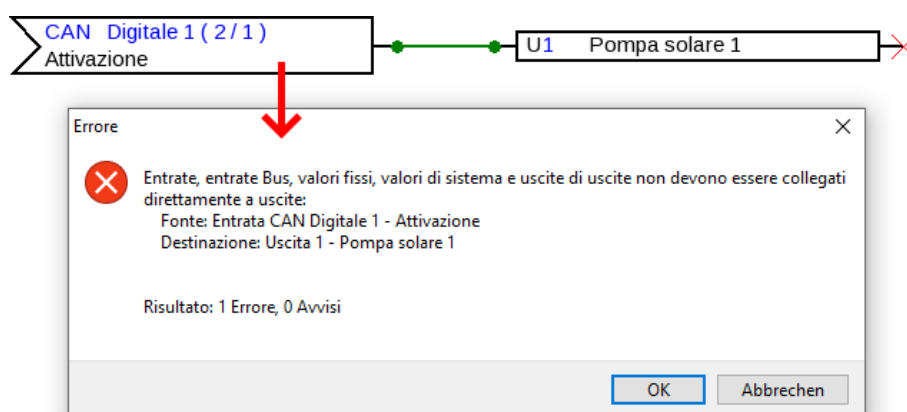 CAN Digitale 1 ( 2 / 1 )
Attivazione
U1 Pompa solare 1
Errore
Entrate, entrate Bus, valori fissi, valori di sistema e uscite di uscite non devono essere collegati
direttamente a uscite:
Fonte: Entrata CAN Digitale 1 - Attivazione
Destinazione: Uscita 1 - Pompa solare 1
Risultato: 1 Errore, 0 Avvisi
OK Abbrechen